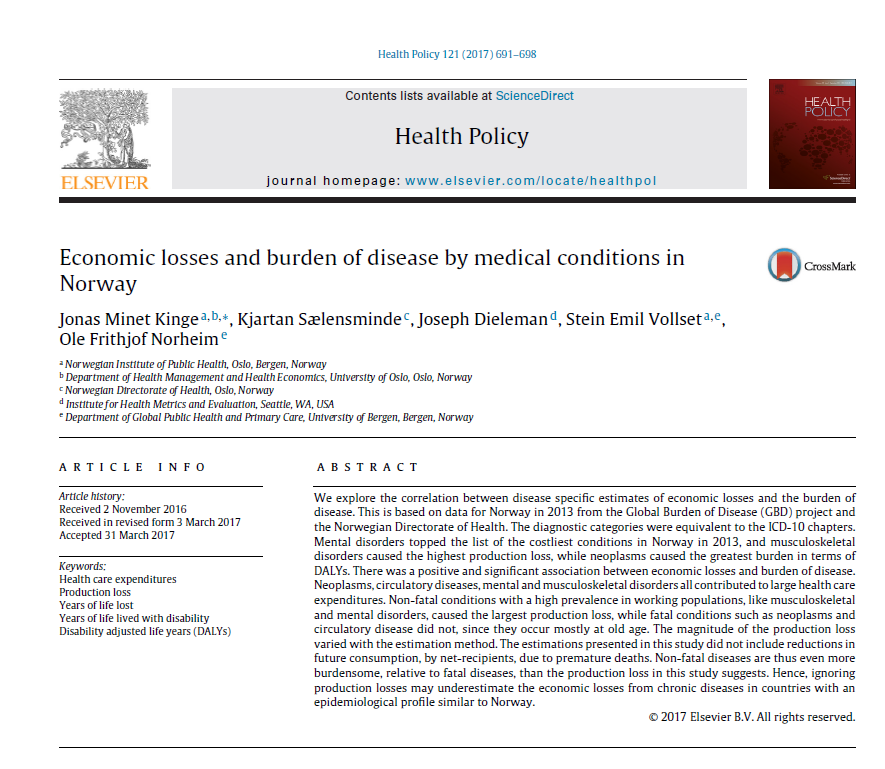 Health Policy 121 (2017) 691–698
Contents lists available at ScienceDirect
Health Policy
journal homepage: www.elsevier.com/locate/healthpol
ELSEVIER
HEALTH
POLICY
Economic losses and burden of disease by medical conditions in
Norway
CrossMark
Jonas Minet Kinge a,b,∗, Kjartan Sælensminde c, Joseph Dieleman d, Stein Emil Vollset a,e,
Ole Frithjof Norheim e
a Norwegian Institute of Public Health, Oslo, Bergen, Norway
b Department of Health Management and Health Economics, University of Oslo, Oslo, Norway
c Norwegian Directorate of Health, Oslo, Norway
d Institute for Health Metrics and Evaluation, Seattle, WA, USA
e Department of Global Public Health and Primary Care, University of Bergen, Bergen, Norway
ARTICLE INFO
Article history:
Received 2 November 2016
Received in revised form 3 March 2017
Accepted 31 March 2017
Keywords:
Health care expenditures
Production loss
Years of life lost
Years of life lived with disability
Disability adjusted life years (DALYs)
ABSTRACT
We explore the correlation between disease specific estimates of economic losses and the burden of
disease. This is based on data for Norway in 2013 from the Global Burden of Disease (GBD) project and
the Norwegian Directorate of Health. The diagnostic categories were equivalent to the ICD-10 chapters.
Mental disorders topped the list of the costliest conditions in Norway in 2013, and musculoskeletal
disorders caused the highest production loss, while neoplasms caused the greatest burden in terms of
DALYs. There was a positive and significant association between economic losses and burden of disease.
Neoplasms, circulatory diseases, mental and musculoskeletal disorders all contributed to large health care
expenditures. Non-fatal conditions with a high prevalence in working populations, like musculoskeletal
and mental disorders, caused the largest production loss, while fatal conditions such as neoplasms and
circulatory disease did not, since they occur mostly at old age. The magnitude of the production loss
varied with the estimation method. The estimations presented in this study did not include reductions in
future consumption, by net-recipients, due to premature deaths. Non-fatal diseases are thus even more
burdensome, relative to fatal diseases, than the production loss in this study suggests. Hence, ignoring
production losses may underestimate the economic losses from chronic diseases in countries with an
epidemiological profile similar to Norway.
© 2017 Elsevier B.V. All rights reserved.